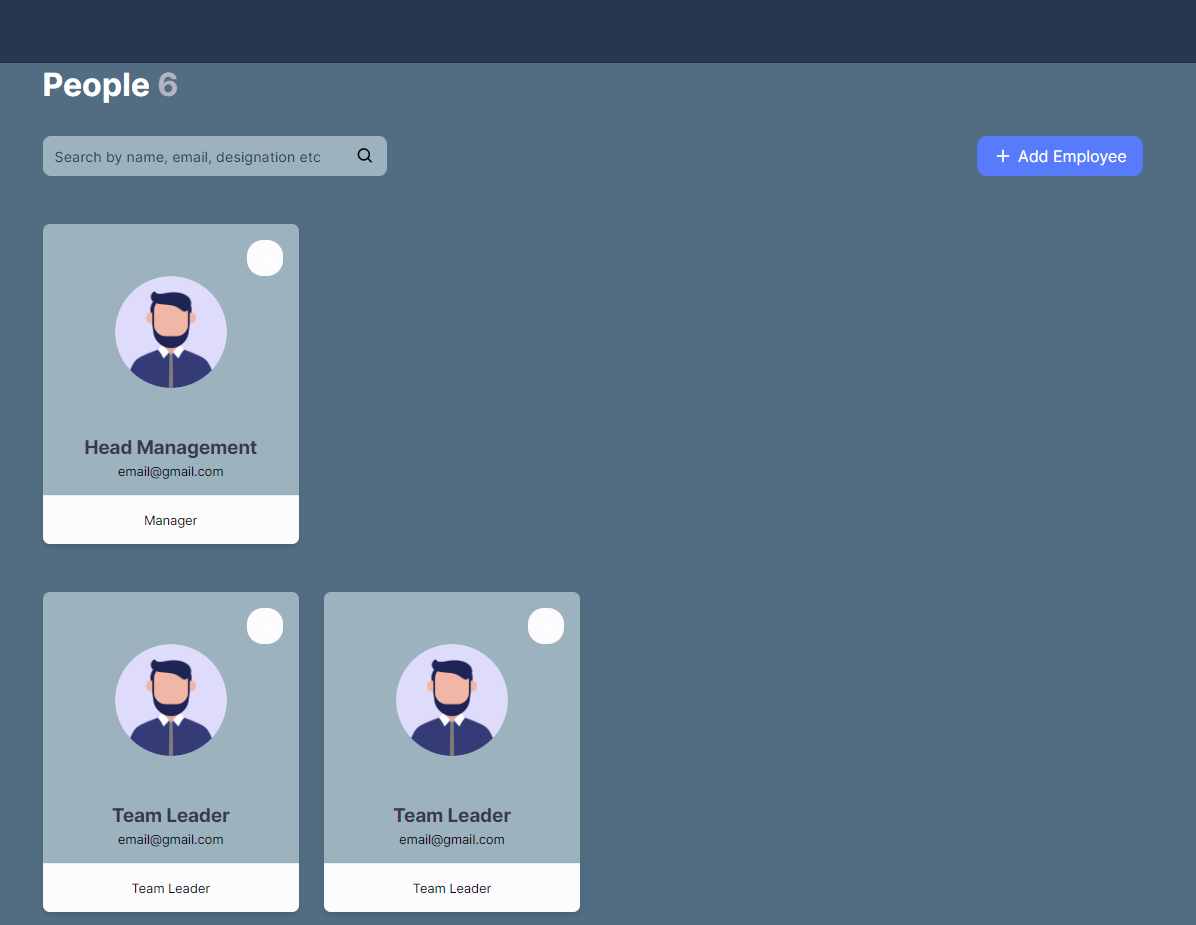 People 6
Search by name, email, designation etc
+ Add Employee
Head Management
email@gmail.com
Manager
Team Leader
email@gmail.com
Team Leader
Team Leader
email@gmail.com
Team Leader